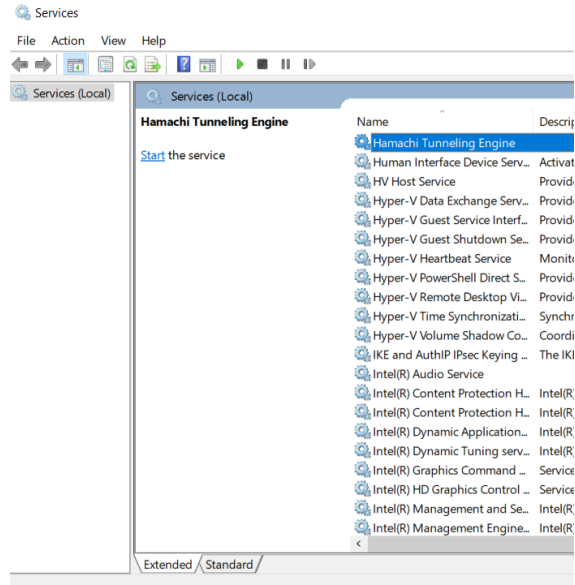 Services
File Action View Help
Services (Local)
Services (Local)
Hamachi Tunneling Engine
Start the service
Name Descrip
Hamachi Tunneling Engine
Human Interface Device Serv... Activat
HV Host Service Provide
Hyper-V Data Exchange Serv... Provide
Hyper-V Guest Service Interf... Provide
Hyper-V Guest Shutdown Se... Provide
Hyper-V Heartbeat Service Monito
Hyper-V PowerShell Direct S... Provide
Hyper-V Remote Desktop Vi... Provide
Hyper-V Time Synchronizati... Synchr
Hyper-V Volume Shadow Co... Coordi
IKE and AuthIP IPsec Keying ... The IKE
Intel(R) Audio Service
Intel(R) Content Protection H... Intel(R)
Intel(R) Content Protection H... Intel(R)
Intel(R) Dynamic Application... Intel(R)
Intel(R) Dynamic Tuning serv... Intel(R)
Intel(R) Graphics Command ... Service
Intel(R) HD Graphics Control ... Service
Intel(R) Management and Se... Intel(R)
Intel(R) Management Engine... Intel(R)
Extended Standard